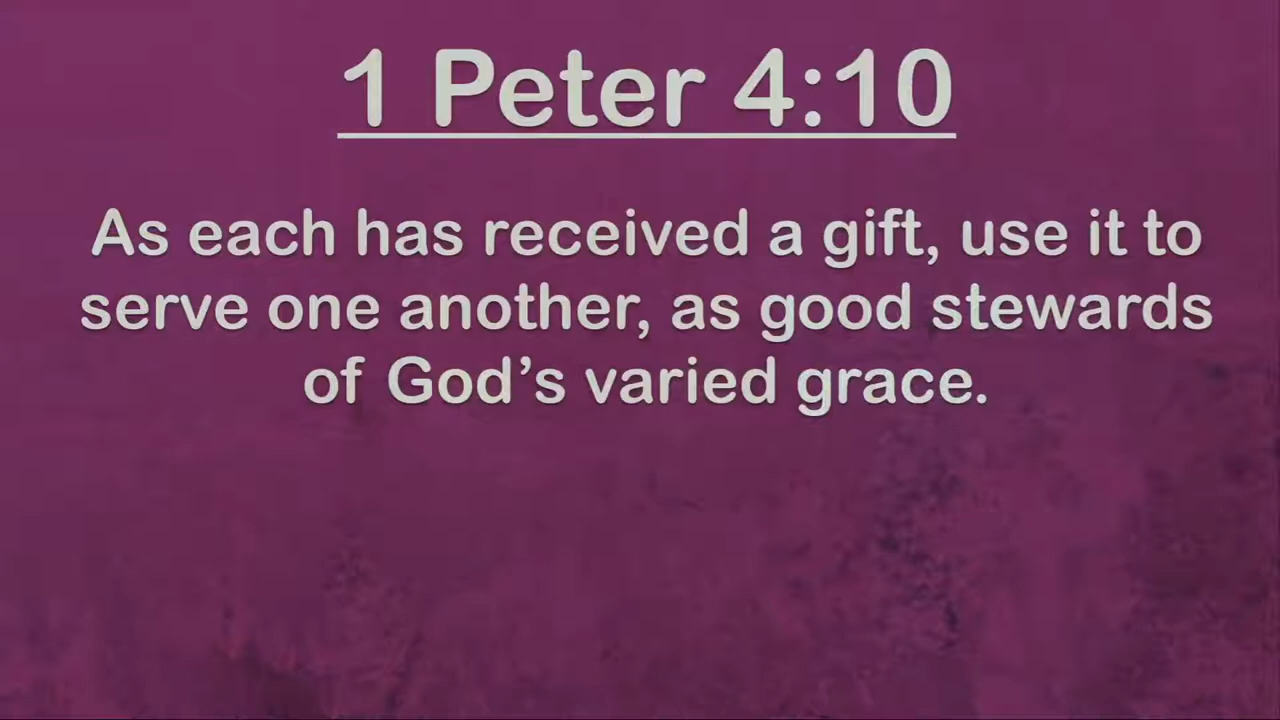 1 Peter 4:10
As each has received a gift, use it to
serve one another, as good stewards
of God’s varied grace.